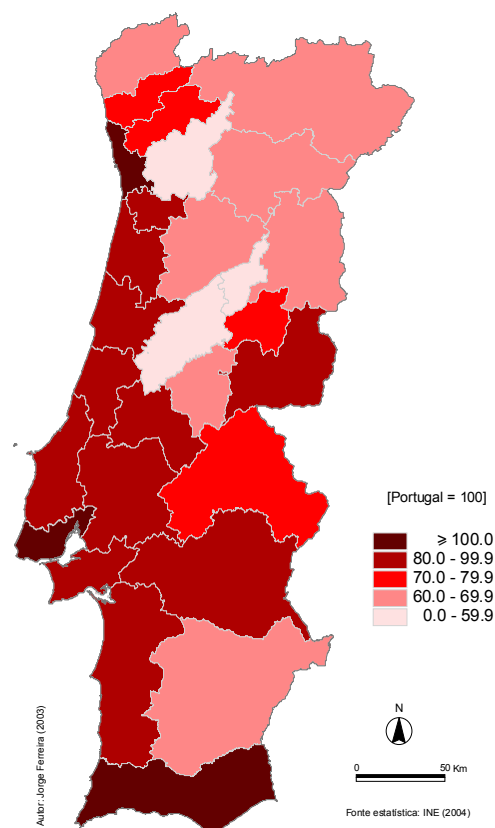 [Portugal = 100]
≥ 100.0
80.0 - 99.9
70.0 - 79.9
60.0 - 69.9
0.0 - 59.9
N
0 50 Km
Autor: Jorge Ferreira (2003)
Fonte estatística: INE (2004)